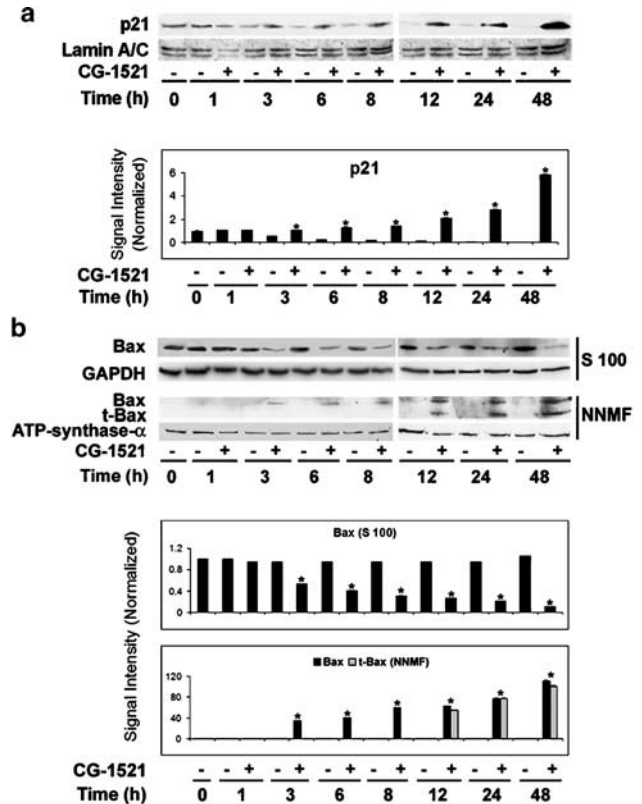 a
p21
Lamin A/C
CG-1521 - - + - + - + - + - + - + - +
Time (h) 0 1 3 6 8 12 24 48
p21
Signal Intensity
(Normalized)
6
4
2
0
* * * * * * *
CG-1521 - - + - + - + - + - + - + - +
Time (h) 0 1 3 6 8 12 24 48
b
Bax
GAPDH
S 100
Bax
t-Bax
ATP-synthase-α
NNMF
CG-1521 - - + - + - + - + - + - + - +
Time (h) 0 1 3 6 8 12 24 48
Signal Intensity (Normalized)
Bax (S 100)
1.2
0.8
0.4
0
* * * * * *
Bax t-Bax (NNMF)
120
80
40
0
* * * * * *
CG-1521 - - + - + - + - + - + - + - +
Time (h) 0 1 3 6 8 12 24 48